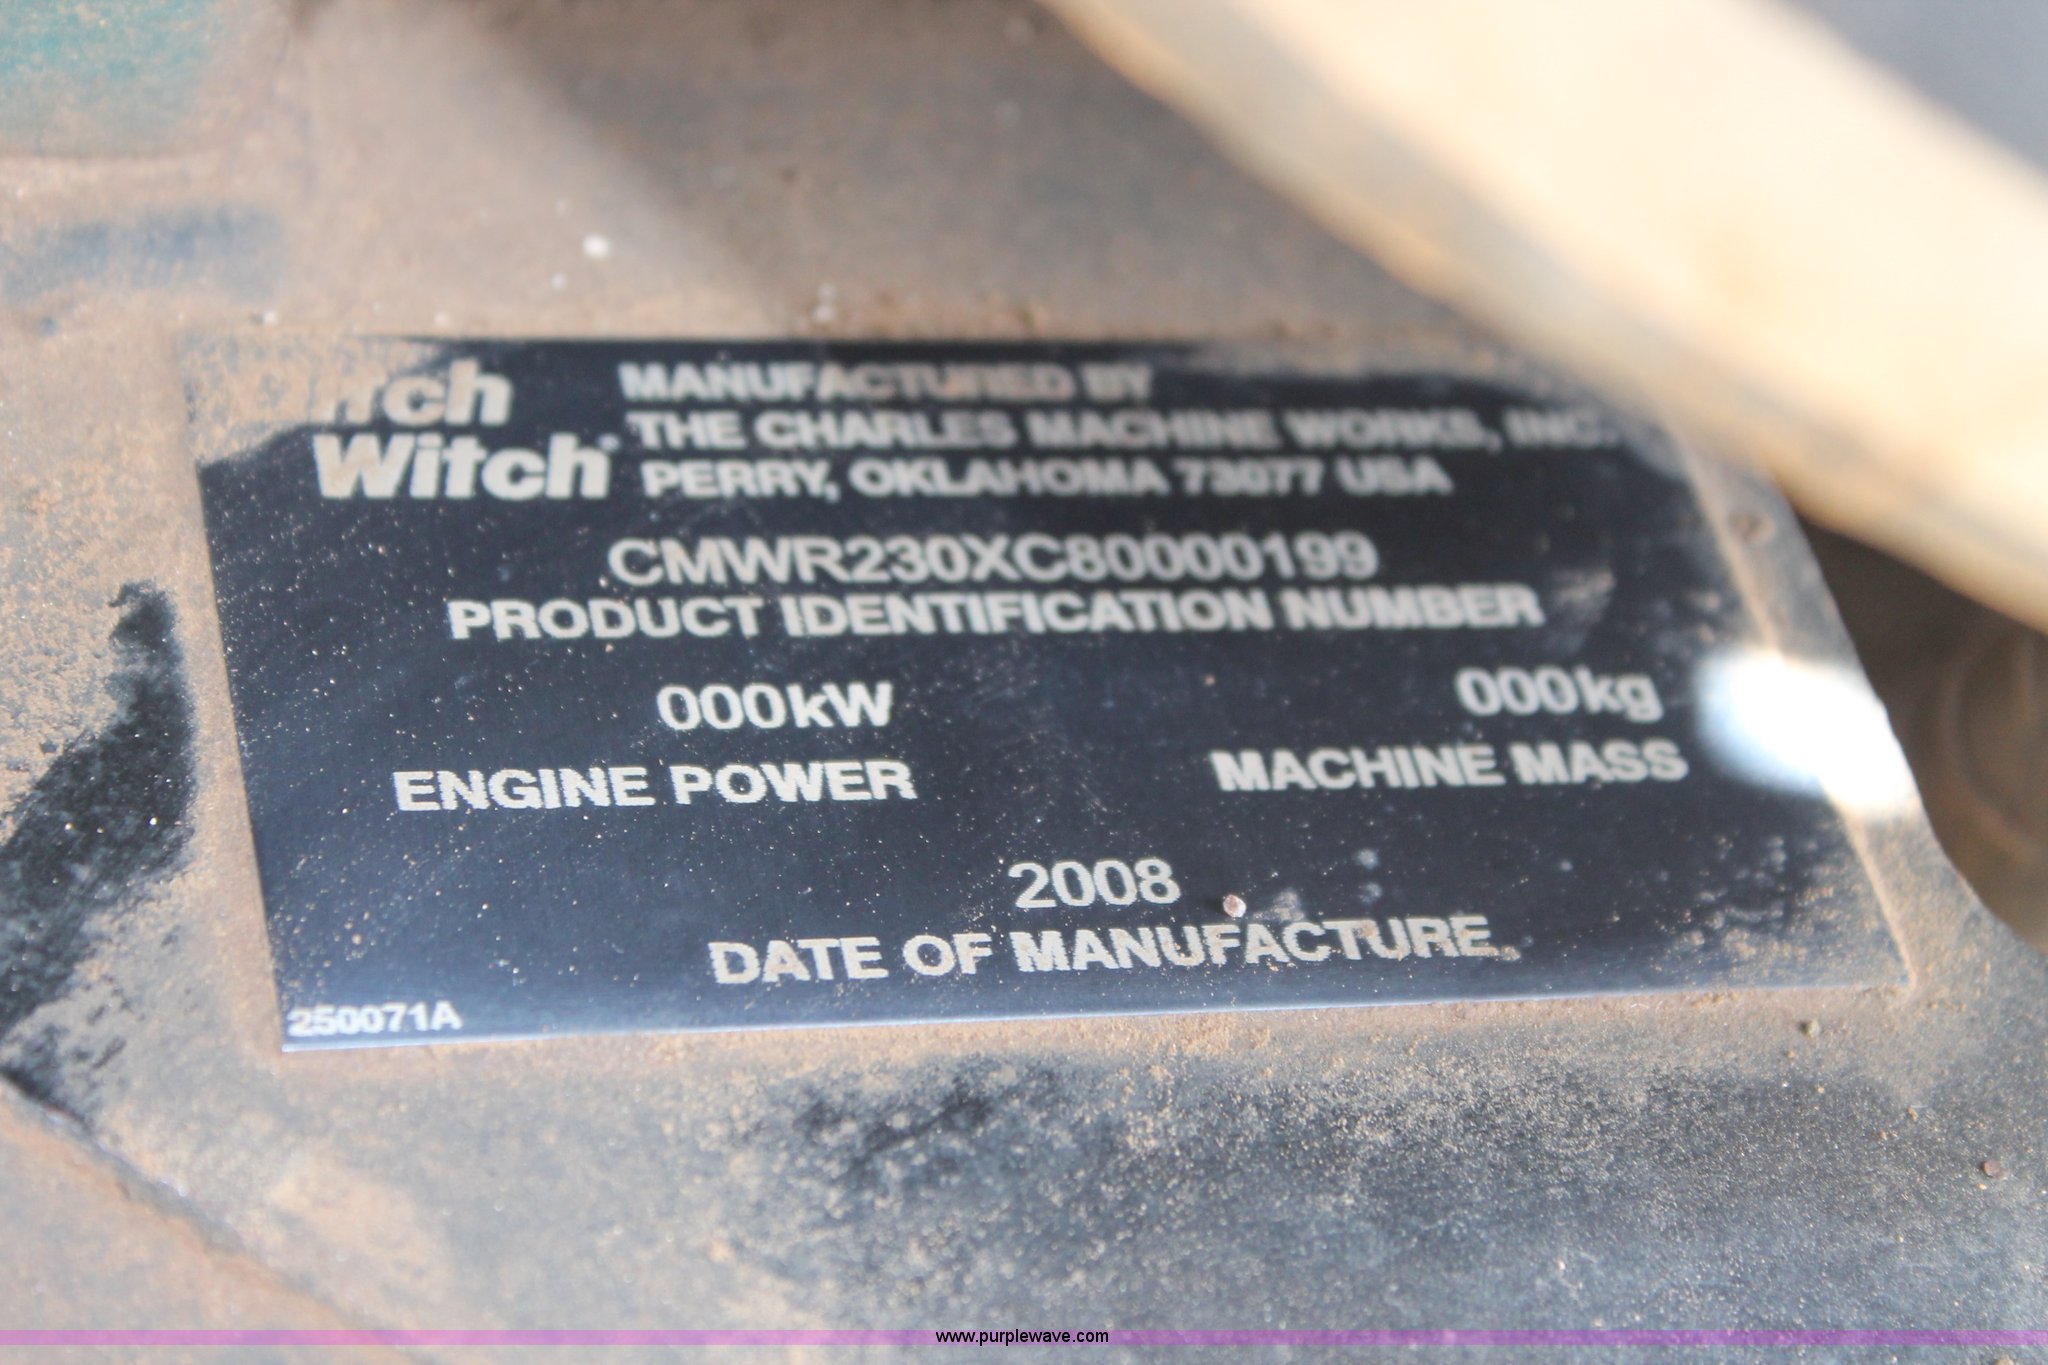 itch
Witch®
MANUFACTURED BY
THE CHARLES MACHINE WORKS, INC.
PERRY, OKLAHOMA 73077 USA
CMWR230XC80000199
PRODUCT IDENTIFICATION NUMBER
000kW 000kg
ENGINE POWER MACHINE MASS
2008
DATE OF MANUFACTURE
250071A
www.purplewave.com